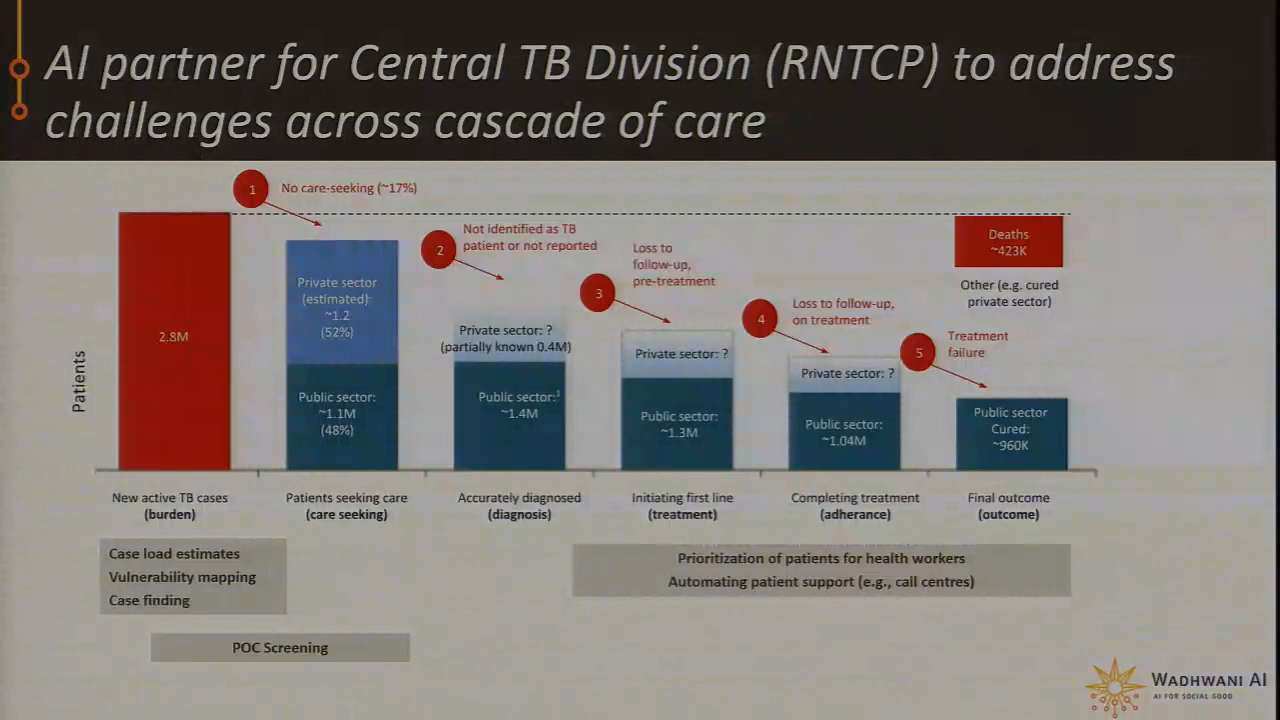 AI partner for Central TB Division (RNTCP) to address
challenges across cascade of care
1
No care-seeking (~17%)
2
Not identified as TB
patient or not reported
3
Loss to
follow-up,
pre-treatment
4
Loss to follow-up,
on treatment
5
Treatment
failure
Deaths
~423K
Other (e.g. cured
private sector)
Patients
2.8M
Private sector
(estimated):
~1.2
(52%)
Public sector:
~1.1M
(48%)
Private sector: ?
(partially known 0.4M)
Public sector:¹
~1.4M
Private sector: ?
Public sector:
~1.3M
Private sector: ?
Public sector:
~1.04M
Public sector
Cured:
~960K
New active TB cases
(burden)
Patients seeking care
(care seeking)
Accurately diagnosed
(diagnosis)
Initiating first line
(treatment)
Completing treatment
(adherance)
Final outcome
(outcome)
Case load estimates
Vulnerability mapping
Case finding
Prioritization of patients for health workers
Automating patient support (e.g., call centres)
POC Screening
WADHWANI AI
AI FOR SOCIAL GOOD